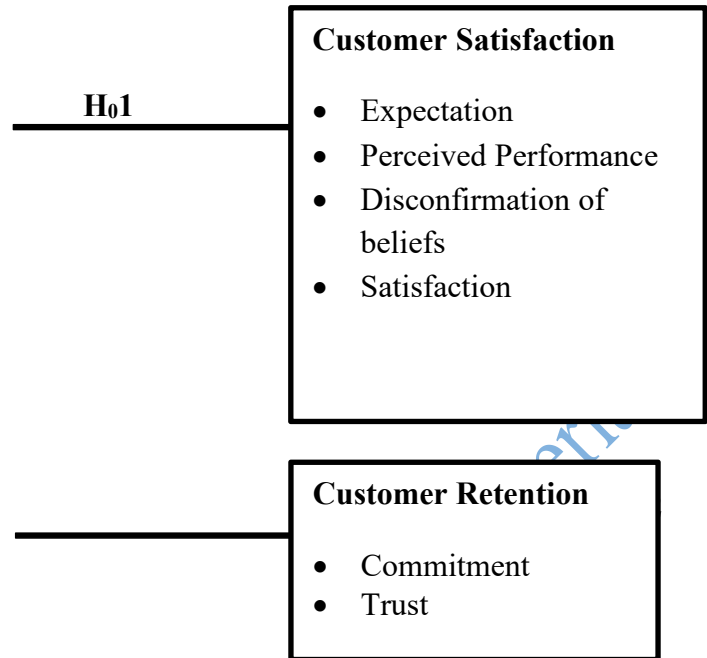 Customer Satisfaction
H₀1
• Expectation
• Perceived Performance
• Disconfirmation of
beliefs
• Satisfaction
Customer Retention
• Commitment
• Trust